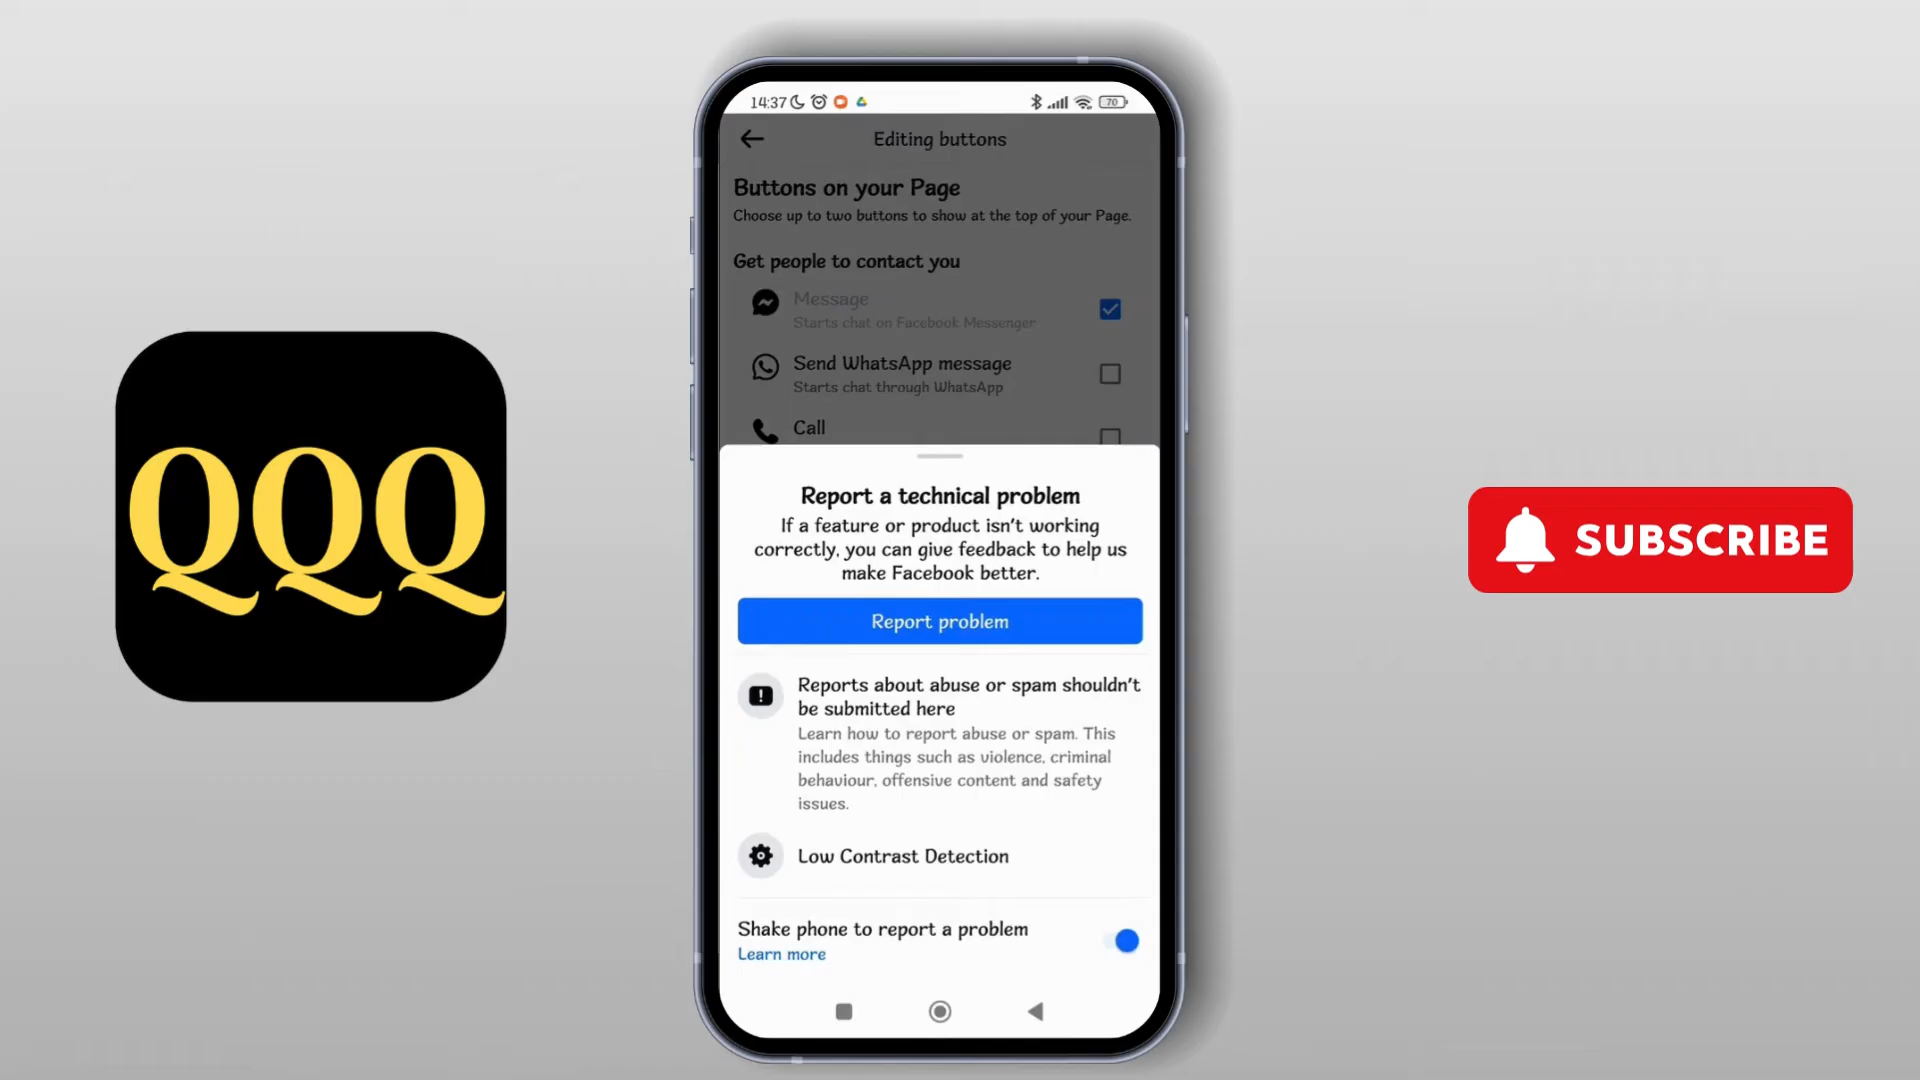 QQQ
14:37
70
Editing buttons
Buttons on your Page
Choose up to two buttons to show at the top of your Page.
Get people to contact you
Message
Starts chat on Facebook Messenger
Send WhatsApp message
Starts chat through WhatsApp
Call
Report a technical problem
If a feature or product isn't working
correctly, you can give feedback to help us
make Facebook better.
Report problem
Reports about abuse or spam shouldn't
be submitted here
Learn how to report abuse or spam. This
includes things such as violence, criminal
behaviour, offensive content and safety
issues.
Low Contrast Detection
Shake phone to report a problem
Learn more
SUBSCRIBE